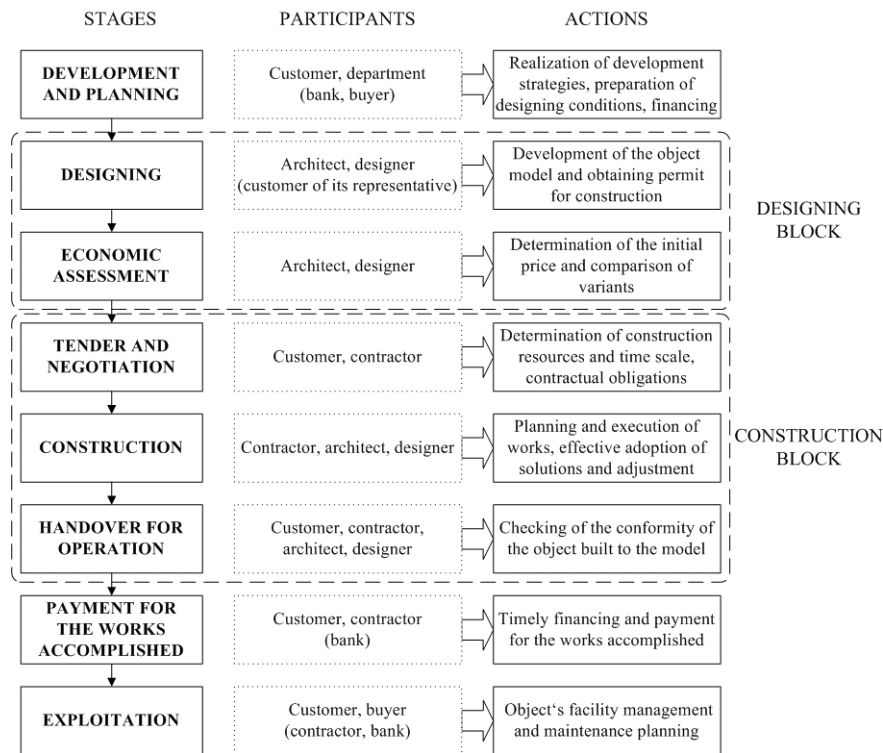 STAGES
PARTICIPANTS
ACTIONS
DEVELOPMENT
AND PLANNING
Customer, department
(bank, buyer)
Realization of development
strategies, preparation of
designing conditions, financing
DESIGNING
Architect, designer
(customer of its representative)
Development of the object
model and obtaining permit
for construction
DESIGNING
BLOCK
ECONOMIC
ASSESSMENT
Architect, designer
Determination of the initial
price and comparison of
variants
TENDER AND
NEGOTIATION
Customer, contractor
Determination of construction
resources and time scale,
contractual obligations
CONSTRUCTION
Contractor, architect, designer
Planning and execution of
works, effective adoption of
solutions and adjustment
CONSTRUCTION
BLOCK
HANDOVER FOR
OPERATION
Customer, contractor,
architect, designer
Checking of the conformity of
the object built to the model
PAYMENT FOR
THE WORKS
ACCOMPLISHED
Customer, contractor
(bank)
Timely financing and payment
for the works accomplished
EXPLOITATION
Customer, buyer
(contractor, bank)
Object‘s facility management
and maintenance planning